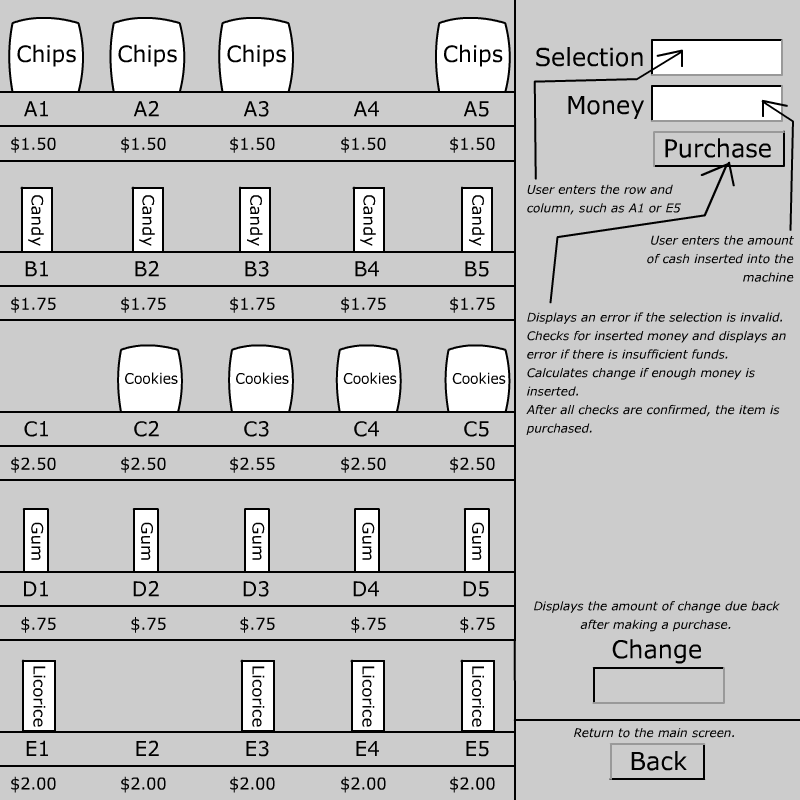 Chips Chips Chips Chips
A1 A2 A3 A4 A5
$1.50 $1.50 $1.50 $1.50 $1.50
Candy Candy Candy Candy Candy
B1 B2 B3 B4 B5
$1.75 $1.75 $1.75 $1.75 $1.75
Cookies Cookies Cookies Cookies
C1 C2 C3 C4 C5
$2.50 $2.50 $2.55 $2.50 $2.50
Gum Gum Gum Gum Gum
D1 D2 D3 D4 D5
$.75 $.75 $.75 $.75 $.75
Licorice Licorice Licorice Licorice
E1 E2 E3 E4 E5
$2.00 $2.00 $2.00 $2.00 $2.00
Selection
Money
Purchase
User enters the row and
column, such as A1 or E5
User enters the amount
of cash inserted into the
machine
Displays an error if the selection is invalid.
Checks for inserted money and displays an
error if there is insufficient funds.
Calculates change if enough money is
inserted.
After all checks are confirmed, the item is
purchased.
Displays the amount of change due back
after making a purchase.
Change
Return to the main screen.
Back